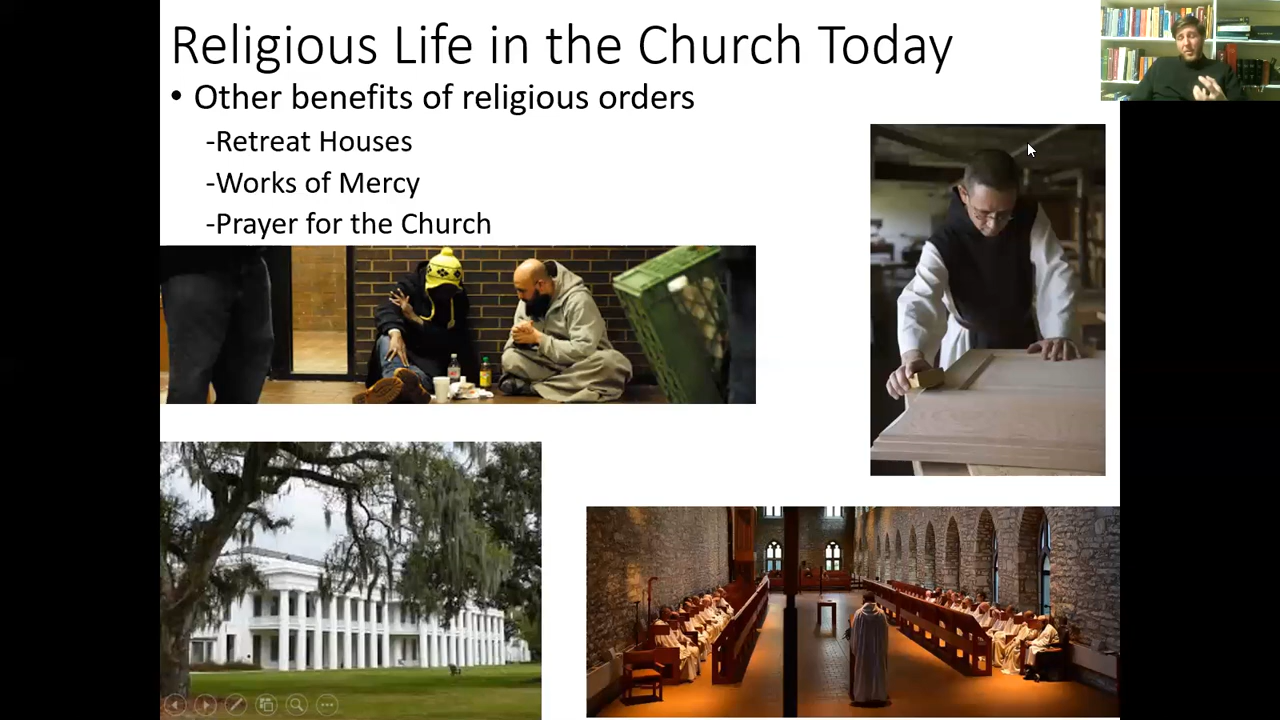 Religious Life in the Church Today
• Other benefits of religious orders
-Retreat Houses
-Works of Mercy
-Prayer for the Church